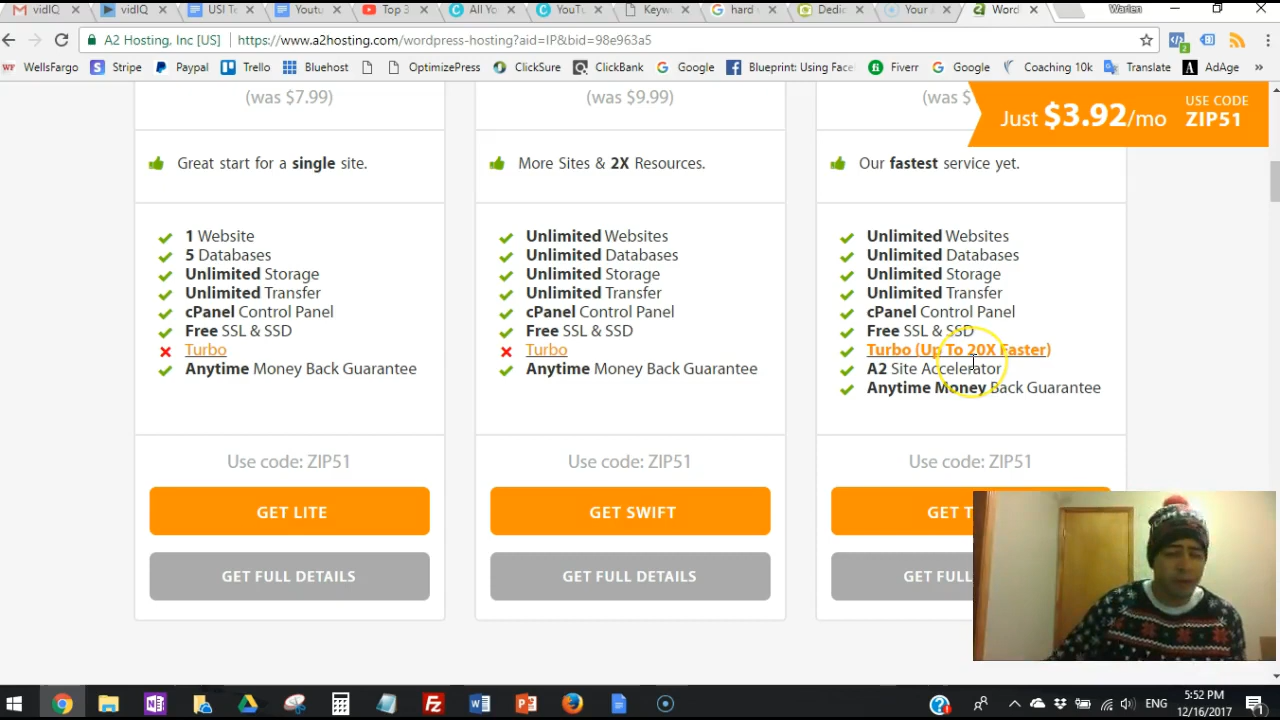 vidIQ
vidIQ
USI T
Youtu
Top 3
All Yo
YouTu
Keyw
hard
Dedic
Your
Word
Warlen
A2 Hosting, Inc [US]
https://www.a2hosting.com/wordpress-hosting?aid=IP&bid=98e963a5
2
WellsFargo
Stripe
Paypal
Trello
Bluehost
OptimizePress
ClickSure
ClickBank
Google
Blueprint: Using Face
Fiverr
Google
Coaching 10k
Translate
AdAge
»
(was $7.99)
(was $9.99)
(was $
Just $3.92/mo
USE CODE
ZIP51
Great start for a single site.
More Sites & 2X Resources.
Our fastest service yet.
1 Website
5 Databases
Unlimited Storage
Unlimited Transfer
cPanel Control Panel
Free SSL & SSD
Turbo
Anytime Money Back Guarantee
Unlimited Websites
Unlimited Databases
Unlimited Storage
Unlimited Transfer
cPanel Control Panel
Free SSL & SSD
Turbo
Anytime Money Back Guarantee
Unlimited Websites
Unlimited Databases
Unlimited Storage
Unlimited Transfer
cPanel Control Panel
Free SSL & SSD
Turbo (Up To 20X Faster)
A2 Site Accelerator
Anytime Money Back Guarantee
Use code: ZIP51
Use code: ZIP51
Use code: ZIP51
GET LITE
GET SWIFT
GET T
GET FULL DETAILS
GET FULL DETAILS
GET FULL
ENG
5:52 PM
12/16/2017